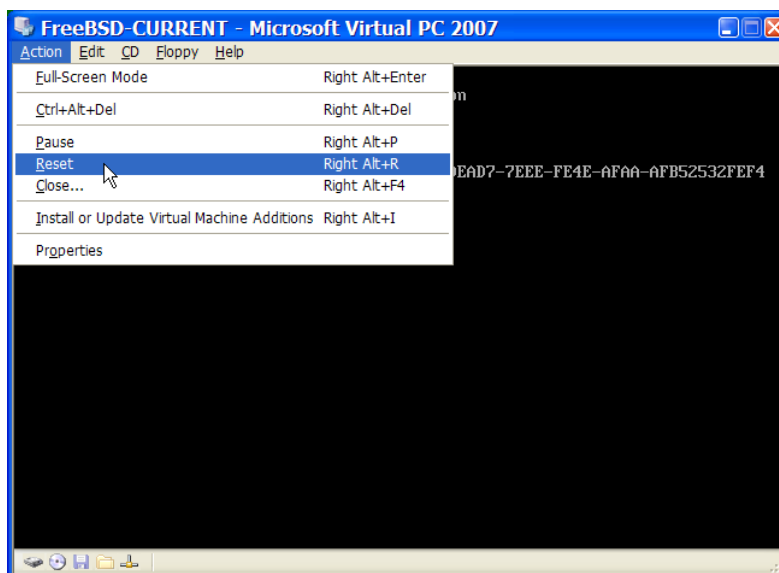 FreeBSD-CURRENT - Microsoft Virtual PC 2007
Action Edit CD Floppy Help
Full-Screen Mode Right Alt+Enter
Ctrl+Alt+Del Right Alt+Del
Pause Right Alt+P
Reset Right Alt+R
Close... Right Alt+F4
Install or Update Virtual Machine Additions Right Alt+I
Properties
EAD7-7EEE-FE4E-AFAA-AFB52532FEF4